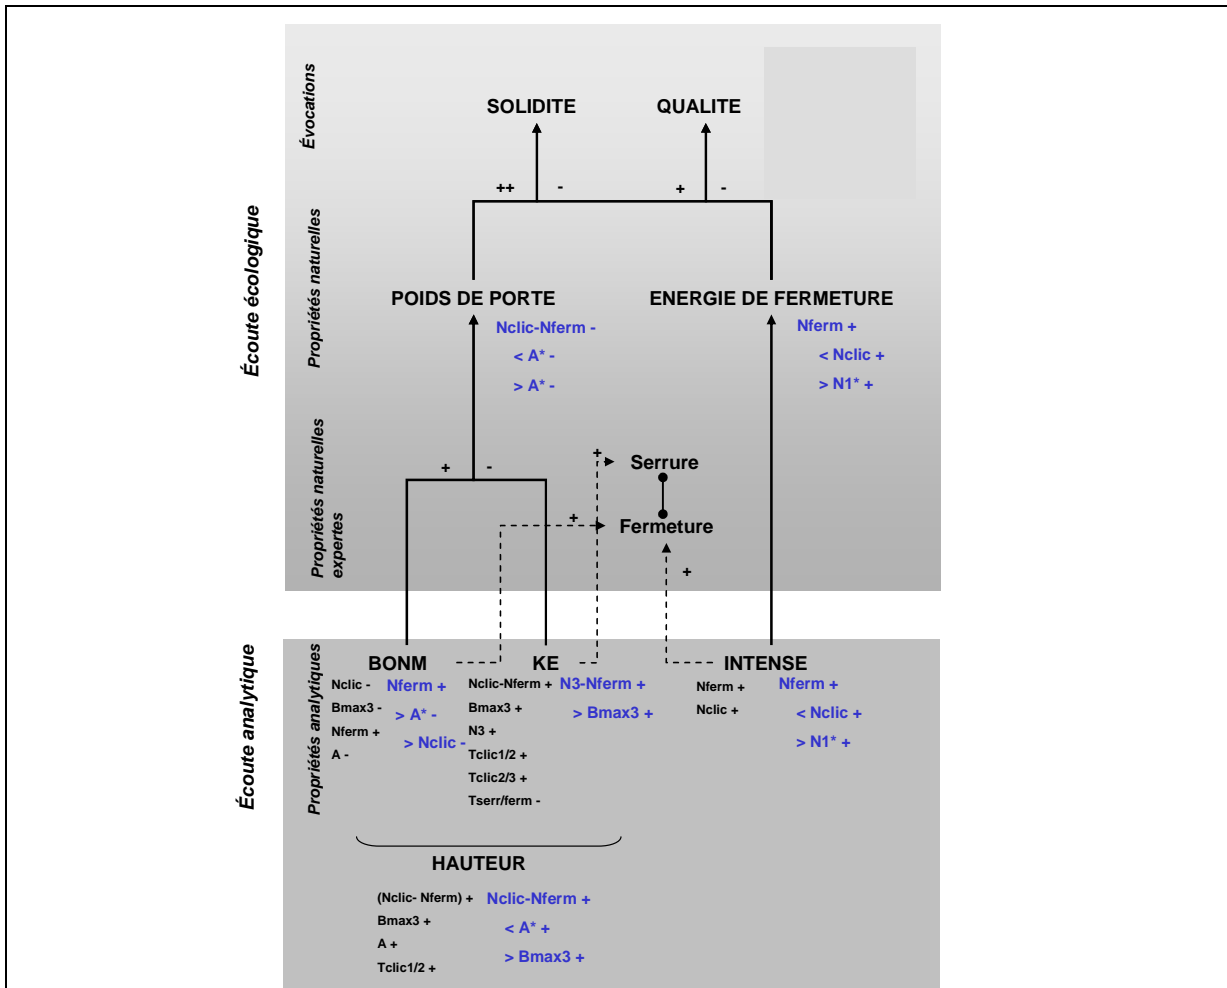 Évocations
SOLIDITE
QUALITE
++
-
+
-
Écoute écologique
Propriétés naturelles
POIDS DE PORTE
ENERGIE DE FERMETURE
Nclic-Nferm -
< A* -
> A* -
Nferm +
< Nclic +
> N1* +
Propriétés naturelles
expertes
+
-
+
Serrure
+
Fermeture
+
Écoute analytique
Propriétés analytiques
BONM
KE
INTENSE
Nclic -
Bmax3 -
Nferm +
A -
Nferm +
> A* -
> Nclic -
Nclic-Nferm +
Bmax3 +
N3 +
Tclic1/2 +
Tclic2/3 +
Tserr/ferm -
N3-Nferm +
> Bmax3 +
Nferm +
Nclic +
Nferm +
< Nclic +
> N1* +
HAUTEUR
(Nclic- Nferm) +
Bmax3 +
A +
Tclic1/2 +
Nclic-Nferm +
< A* +
> Bmax3 +